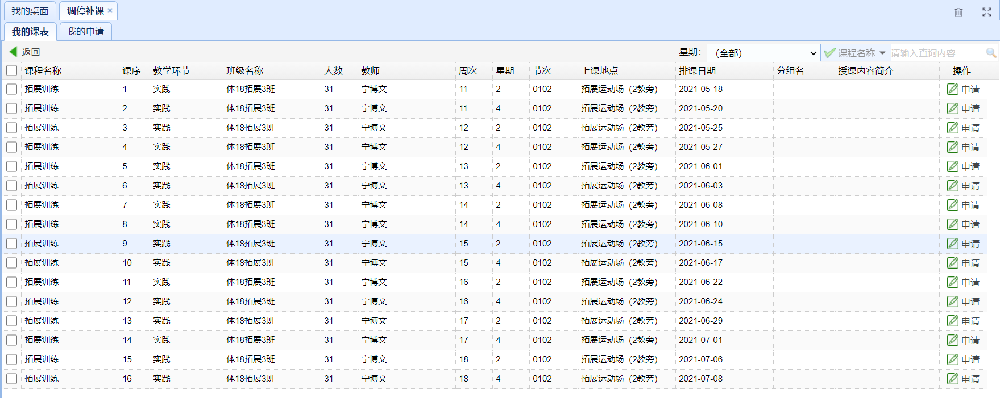 我的桌面 调停补课 ×
我的课表 我的申请
返回 星期: （全部） 课程名称 请输入查询内容
课程名称 课序 教学环节 班级名称 人数 教师 周次 星期 节次 上课地点 排课日期 分组名 授课内容简介 操作
拓展训练 1 实践 体18拓展3班 31 宁博文 11 2 0102 拓展运动场（2教旁） 2021-05-18 申请
拓展训练 2 实践 体18拓展3班 31 宁博文 11 4 0102 拓展运动场（2教旁） 2021-05-20 申请
拓展训练 3 实践 体18拓展3班 31 宁博文 12 2 0102 拓展运动场（2教旁） 2021-05-25 申请
拓展训练 4 实践 体18拓展3班 31 宁博文 12 4 0102 拓展运动场（2教旁） 2021-05-27 申请
拓展训练 5 实践 体18拓展3班 31 宁博文 13 2 0102 拓展运动场（2教旁） 2021-06-01 申请
拓展训练 6 实践 体18拓展3班 31 宁博文 13 4 0102 拓展运动场（2教旁） 2021-06-03 申请
拓展训练 7 实践 体18拓展3班 31 宁博文 14 2 0102 拓展运动场（2教旁） 2021-06-08 申请
拓展训练 8 实践 体18拓展3班 31 宁博文 14 4 0102 拓展运动场（2教旁） 2021-06-10 申请
拓展训练 9 实践 体18拓展3班 31 宁博文 15 2 0102 拓展运动场（2教旁） 2021-06-15 申请
拓展训练 10 实践 体18拓展3班 31 宁博文 15 4 0102 拓展运动场（2教旁） 2021-06-17 申请
拓展训练 11 实践 体18拓展3班 31 宁博文 16 2 0102 拓展运动场（2教旁） 2021-06-22 申请
拓展训练 12 实践 体18拓展3班 31 宁博文 16 4 0102 拓展运动场（2教旁） 2021-06-24 申请
拓展训练 13 实践 体18拓展3班 31 宁博文 17 2 0102 拓展运动场（2教旁） 2021-06-29 申请
拓展训练 14 实践 体18拓展3班 31 宁博文 17 4 0102 拓展运动场（2教旁） 2021-07-01 申请
拓展训练 15 实践 体18拓展3班 31 宁博文 18 2 0102 拓展运动场（2教旁） 2021-07-06 申请
拓展训练 16 实践 体18拓展3班 31 宁博文 18 4 0102 拓展运动场（2教旁） 2021-07-08 申请